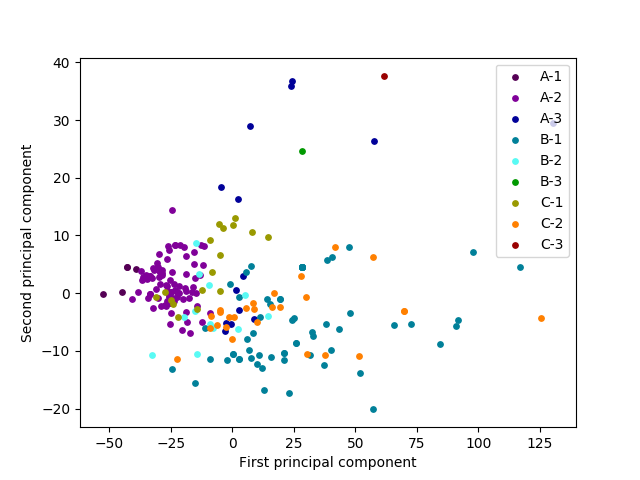 40
30
20
10
0
−10
−20
−50
−25
0
25
50
75
100
125
Second principal component
First principal component
A-1
A-2
A-3
B-1
B-2
B-3
C-1
C-2
C-3